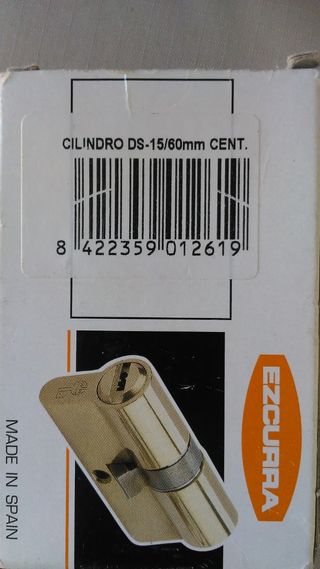 CILINDRO DS-15/60mm CENT.
8 422359 012619
EZCURRA
MADE IN SPAIN